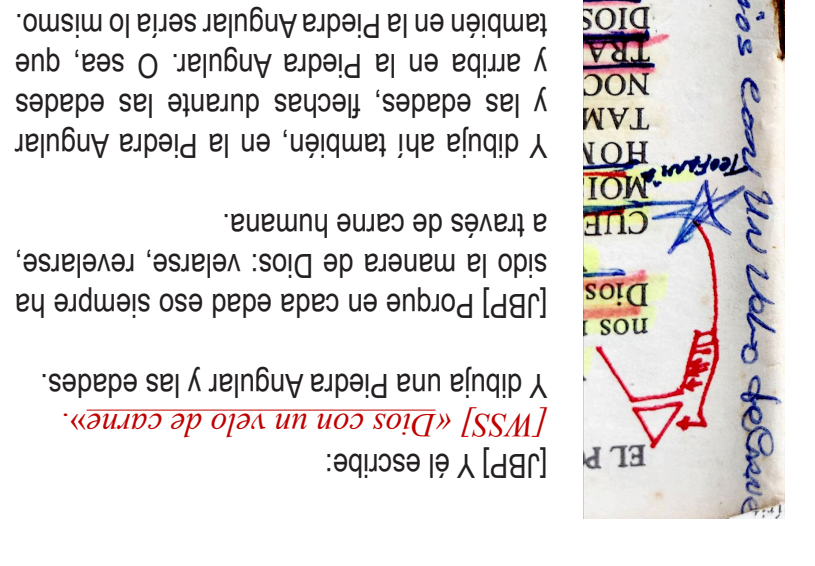 [JBP] Y él escribe:
[WSS] «Dios con un velo de carne».
Y dibuja una Piedra Angular y las edades.
[JBP] Porque en cada edad eso siempre ha
sido la manera de Dios: velarse, revelarse,
a través de carne humana.
Y dibuja ahí también, en la Piedra Angular
y las edades, flechas durante las edades
y arriba en la Piedra Angular. O sea, que
también en la Piedra Angular sería lo mismo.
EL P
nos
Dios
CUE
MOI
HOM
TAM
NOC
TRA
DIOS
Teofanía
ios con Un Velo de Carne